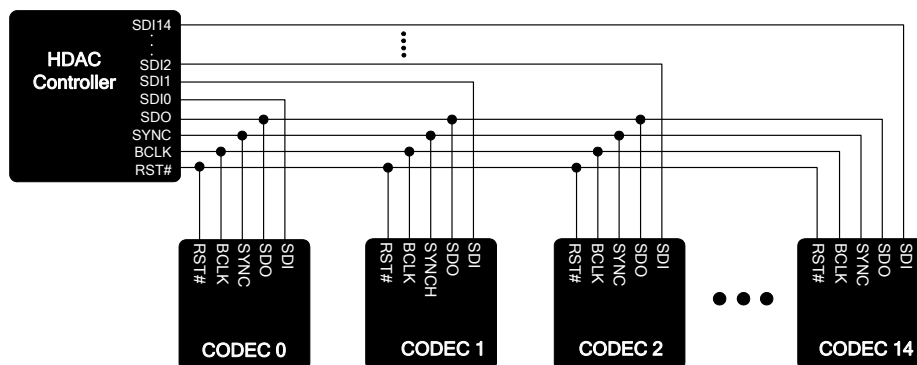 HDAC
Controller
SDI14
SDI2
SDI1
SDI0
SDO
SYNC
BCLK
RST#
RST#
BCLK
SYNC
SDO
SDI
CODEC 0
RST#
BCLK
SYNCH
SDO
SDI
CODEC 1
RST#
BCLK
SYNC
SDO
SDI
CODEC 2
RST#
BCLK
SYNC
SDO
SDI
CODEC 14